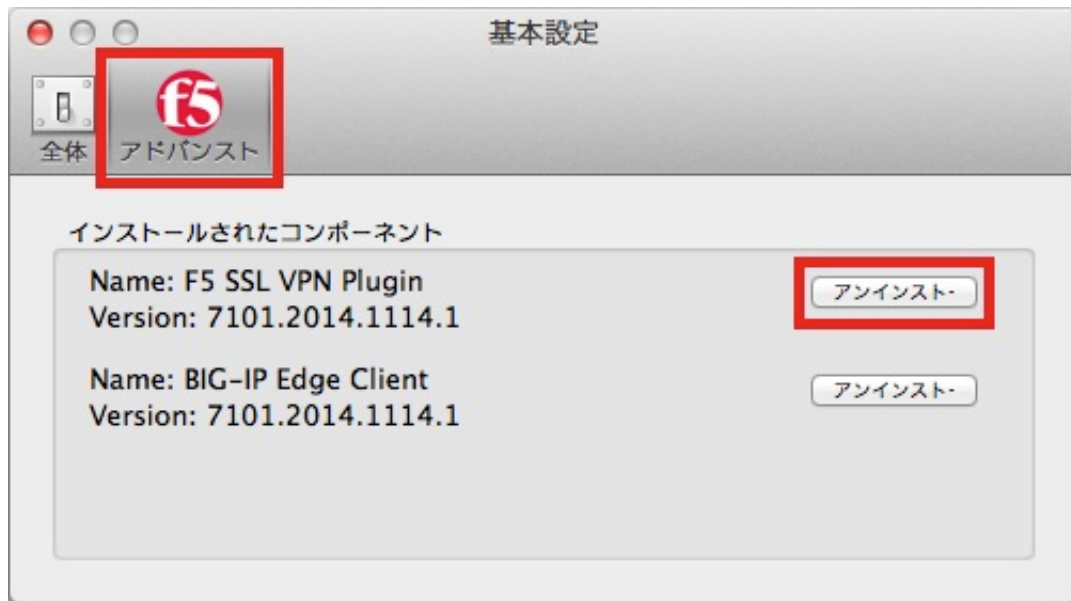 基本設定
f5
全体
アドバンスト
インストールされたコンポーネント
Name: F5 SSL VPN Plugin
アンインスト-
Version: 7101.2014.1114.1
Name: BIG-IP Edge Client
アンインスト-
Version: 7101.2014.1114.1